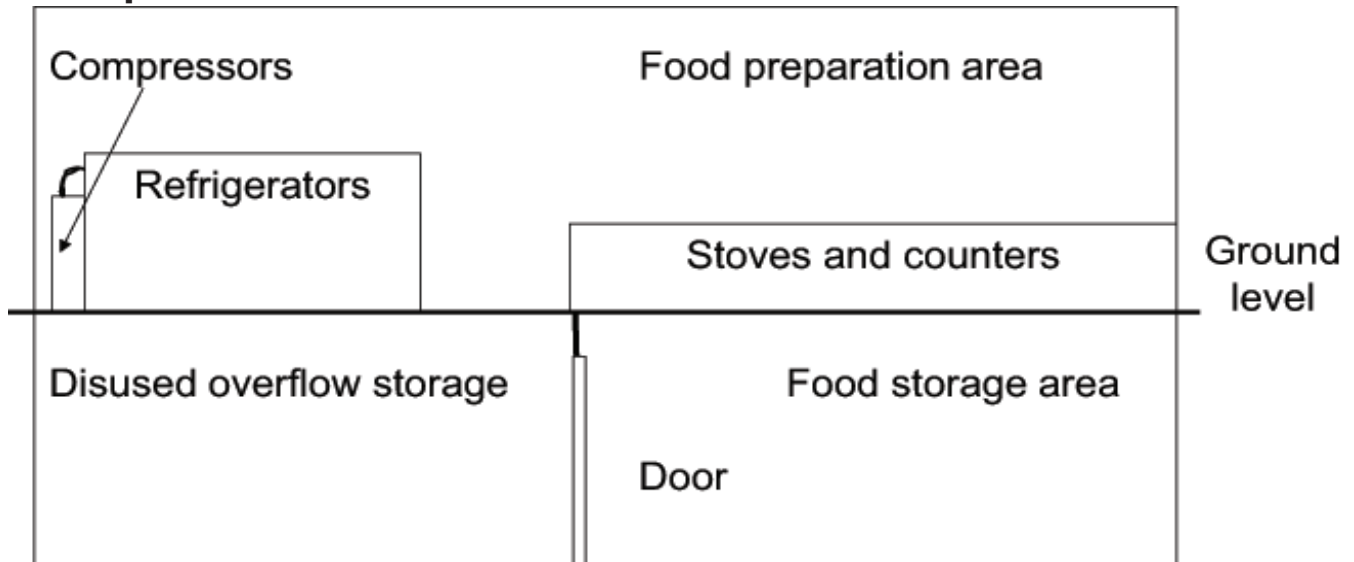 Compressors
Food preparation area
Refrigerators
Stoves and counters
Ground
level
Disused overflow storage
Food storage area
Door